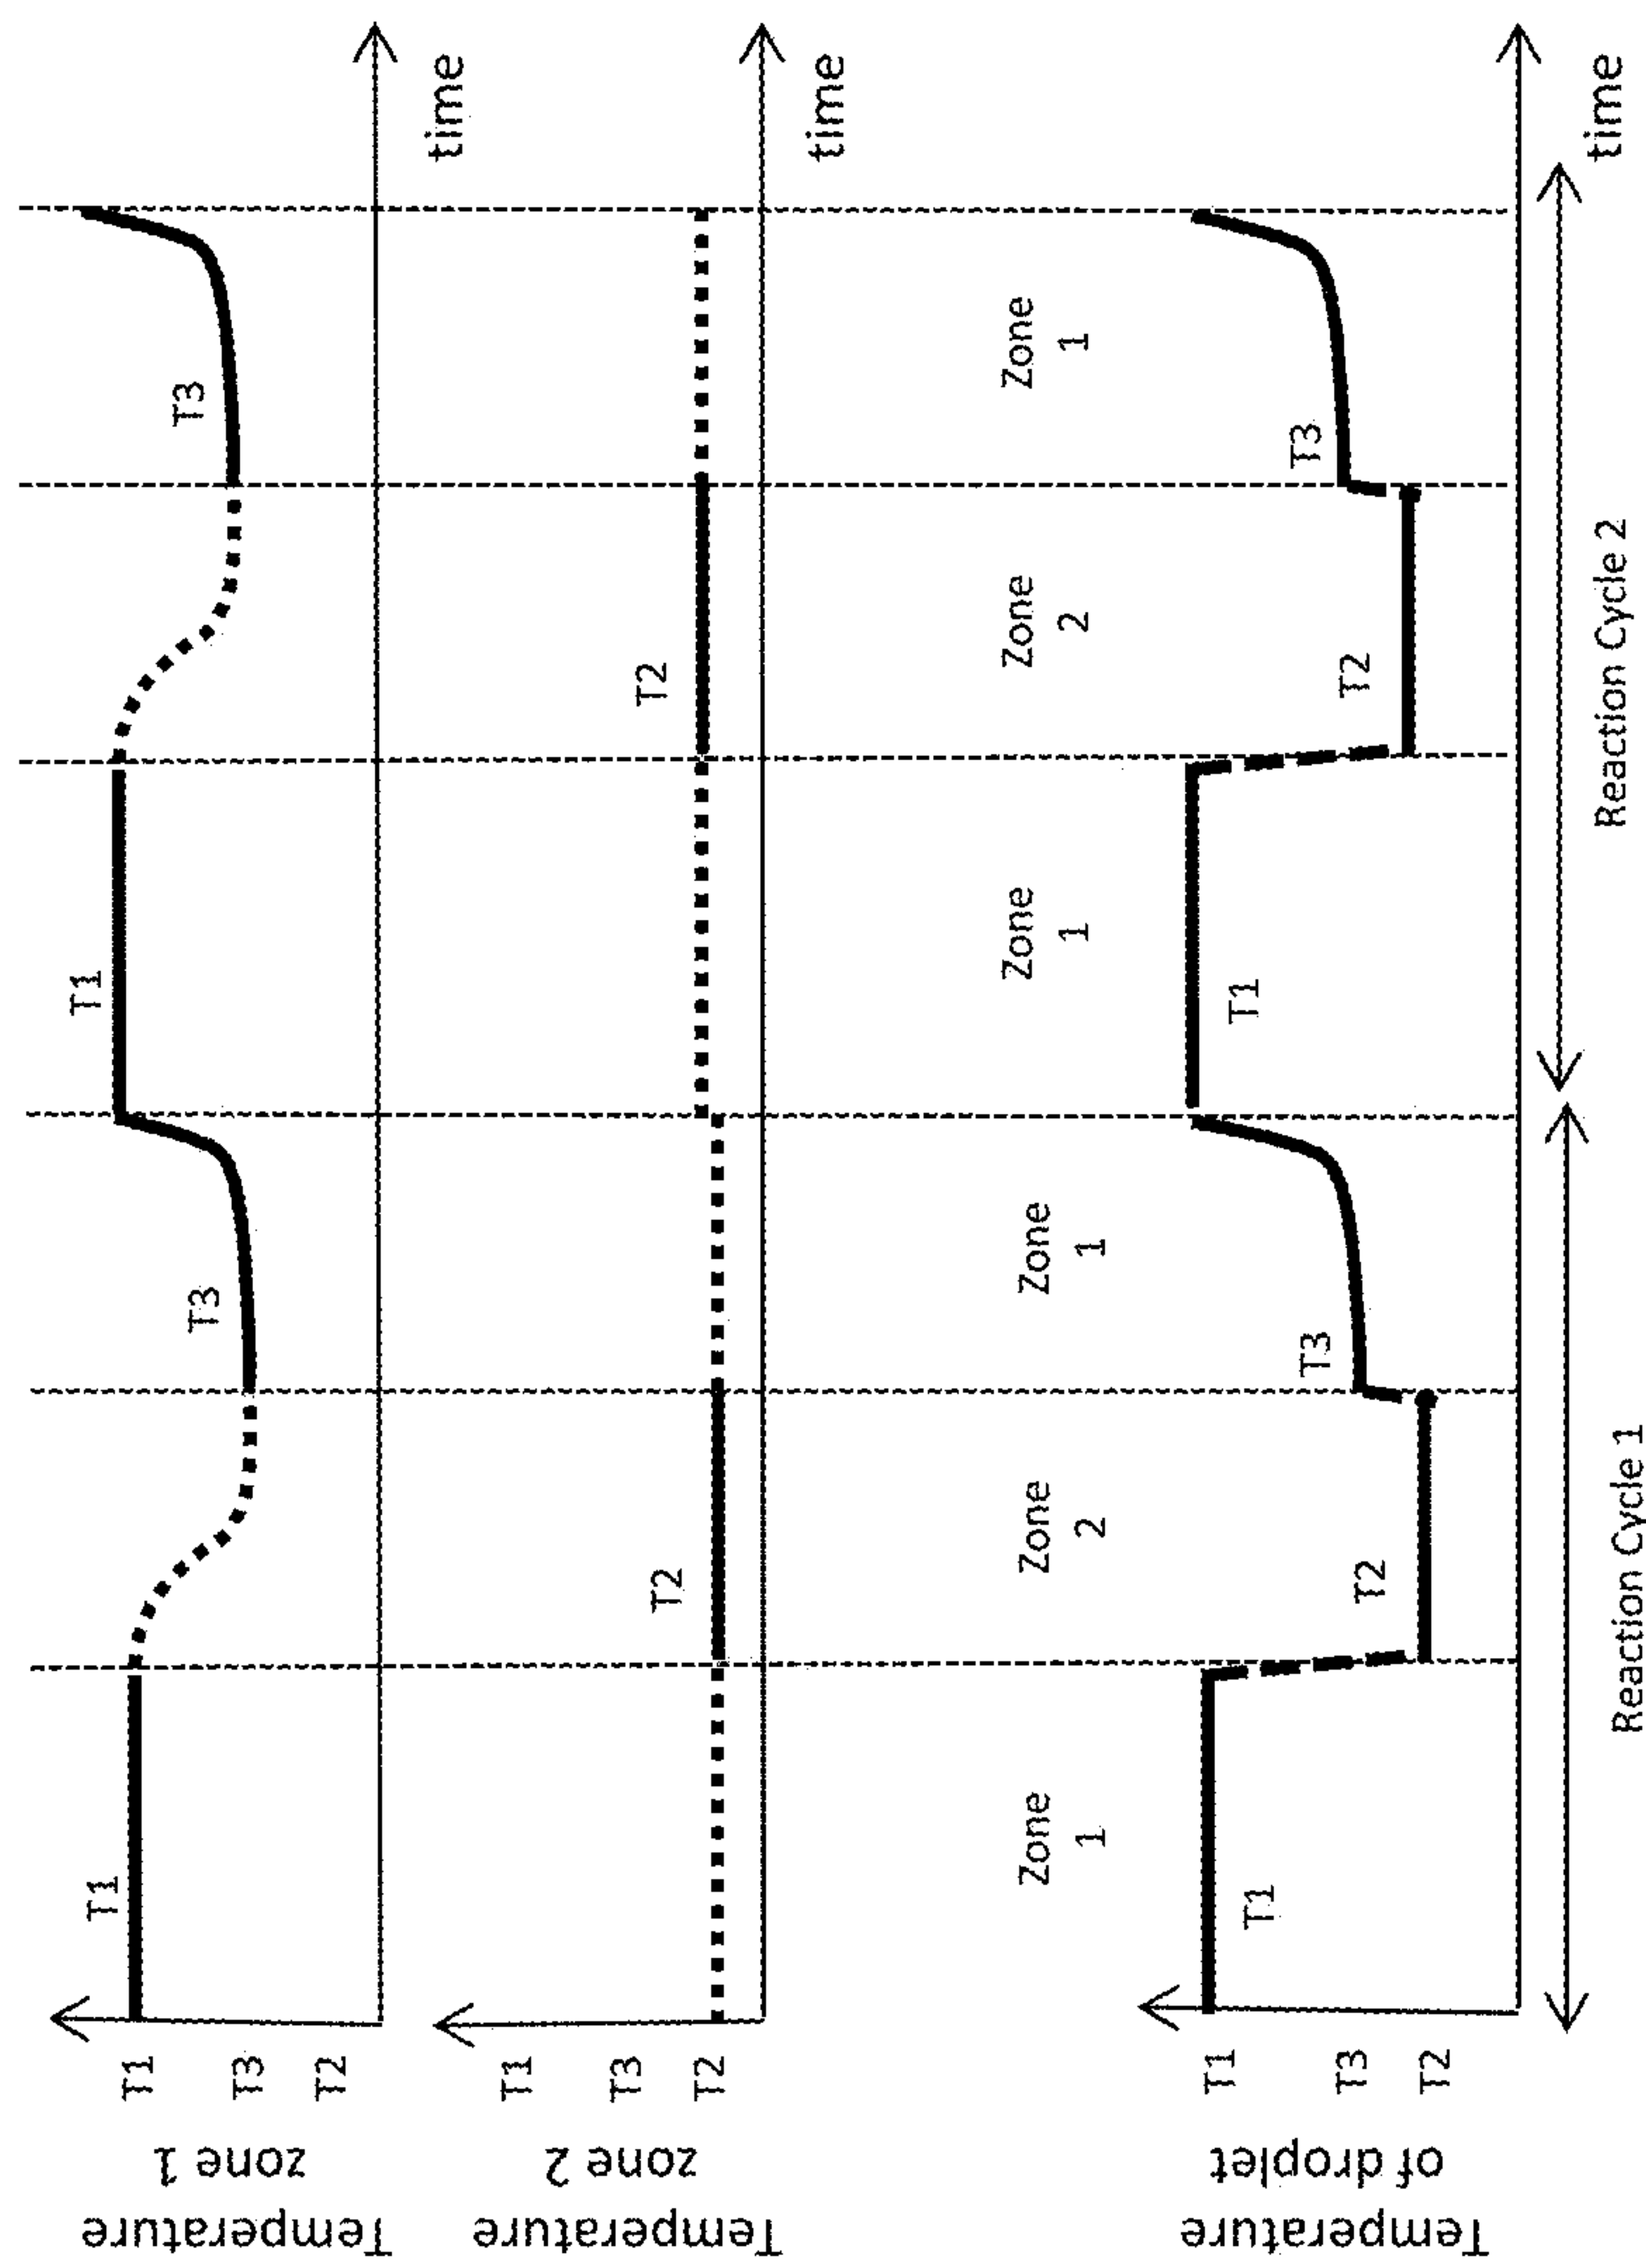 Temperature
zone 1
T1
T3
T2
T1
T3
T1
T3
time
Temperature
zone 2
T1
T3
T2
T2
T2
time
Zone
1
Zone
2
Zone
1
Zone
1
Zone
2
Zone
1
Temperature
of droplet
T1
T3
T2
T1
T2
T3
T1
T2
T3
time
Reaction Cycle 1
Reaction Cycle 2